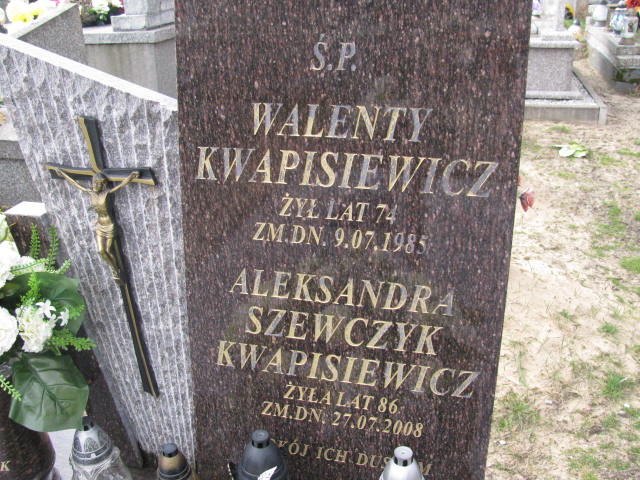 Ś.P.
WALENTY
KWAPISIEWICZ
ŻYŁ LAT 74
ZM.DN. 9.07.1985
ALEKSANDRA
SZEWCZYK
KWAPISIEWICZ
ŻYŁA LAT 86
ZM.DN. 27.07.2008
ICH